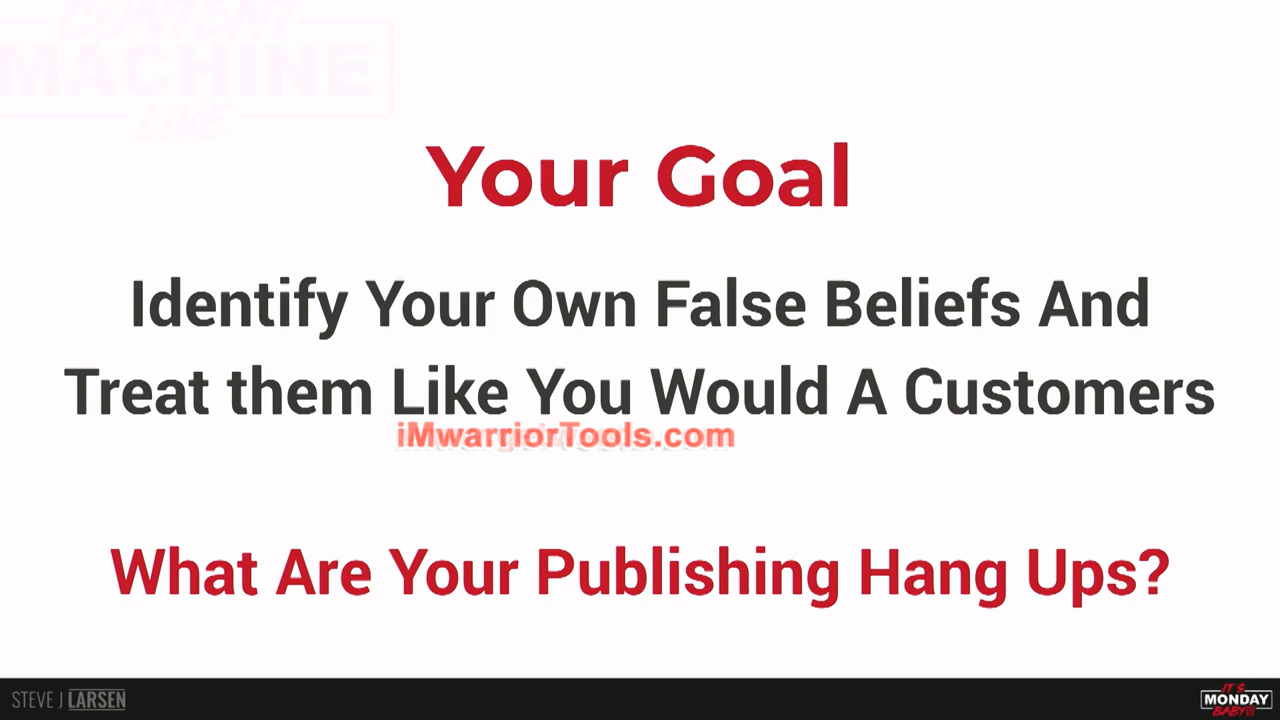 CONTENT
MACHINE
LIVE
Your Goal
Identify Your Own False Beliefs And
Treat them Like You Would A Customers
iMwarriorTools.com
What Are Your Publishing Hang Ups?
STEVE J LARSEN
IT'S
MONDAY
BABY!!!